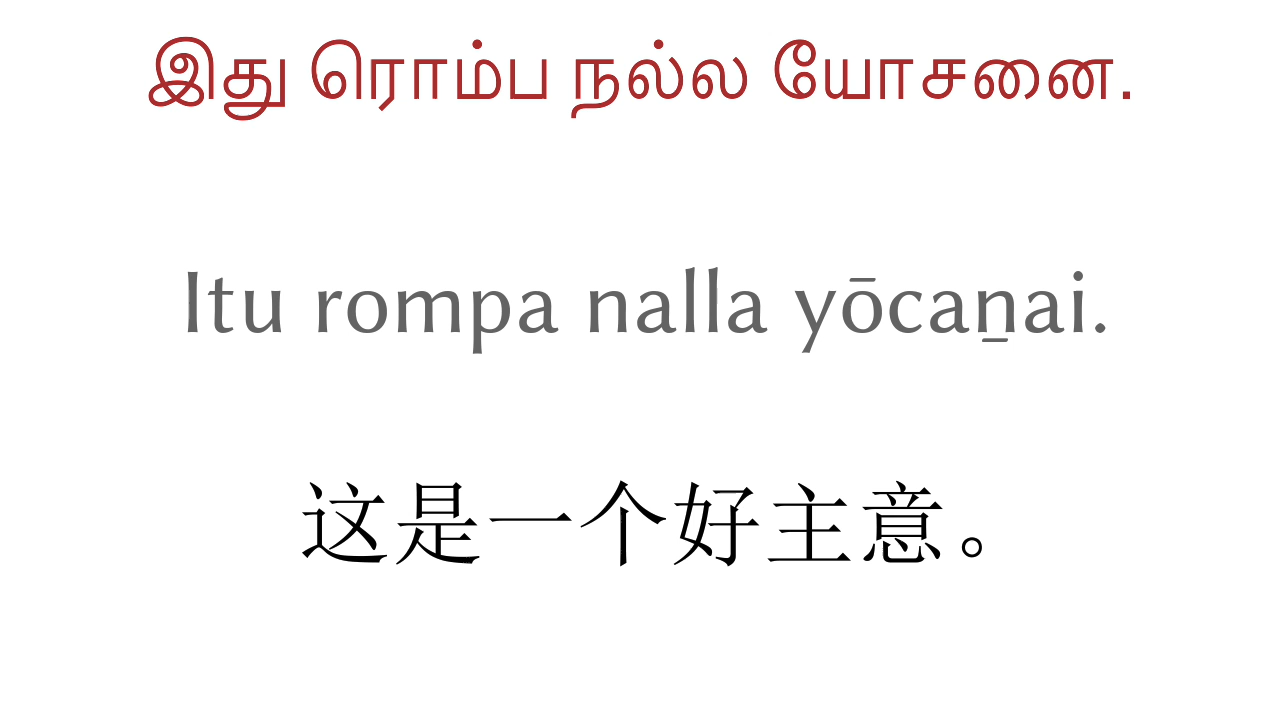 இது ரொம்ப நல்ல யோசனை.
Itu rompa nalla yōcaṉai.
这是一个好主意。